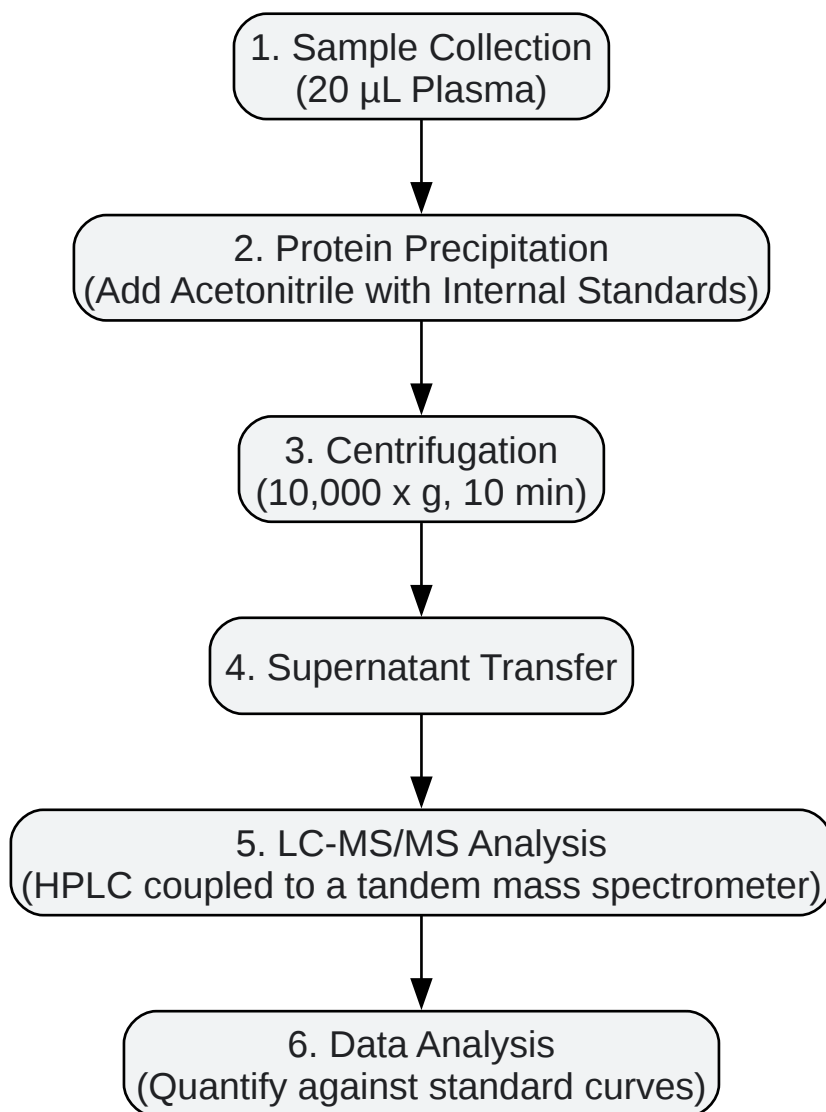 1. Sample Collection
(20 µL Plasma)
2. Protein Precipitation
(Add Acetonitrile with Internal Standards)
3. Centrifugation
(10,000 x g, 10 min)
4. Supernatant Transfer
5. LC-MS/MS Analysis
(HPLC coupled to a tandem mass spectrometer)
6. Data Analysis
(Quantify against standard curves)